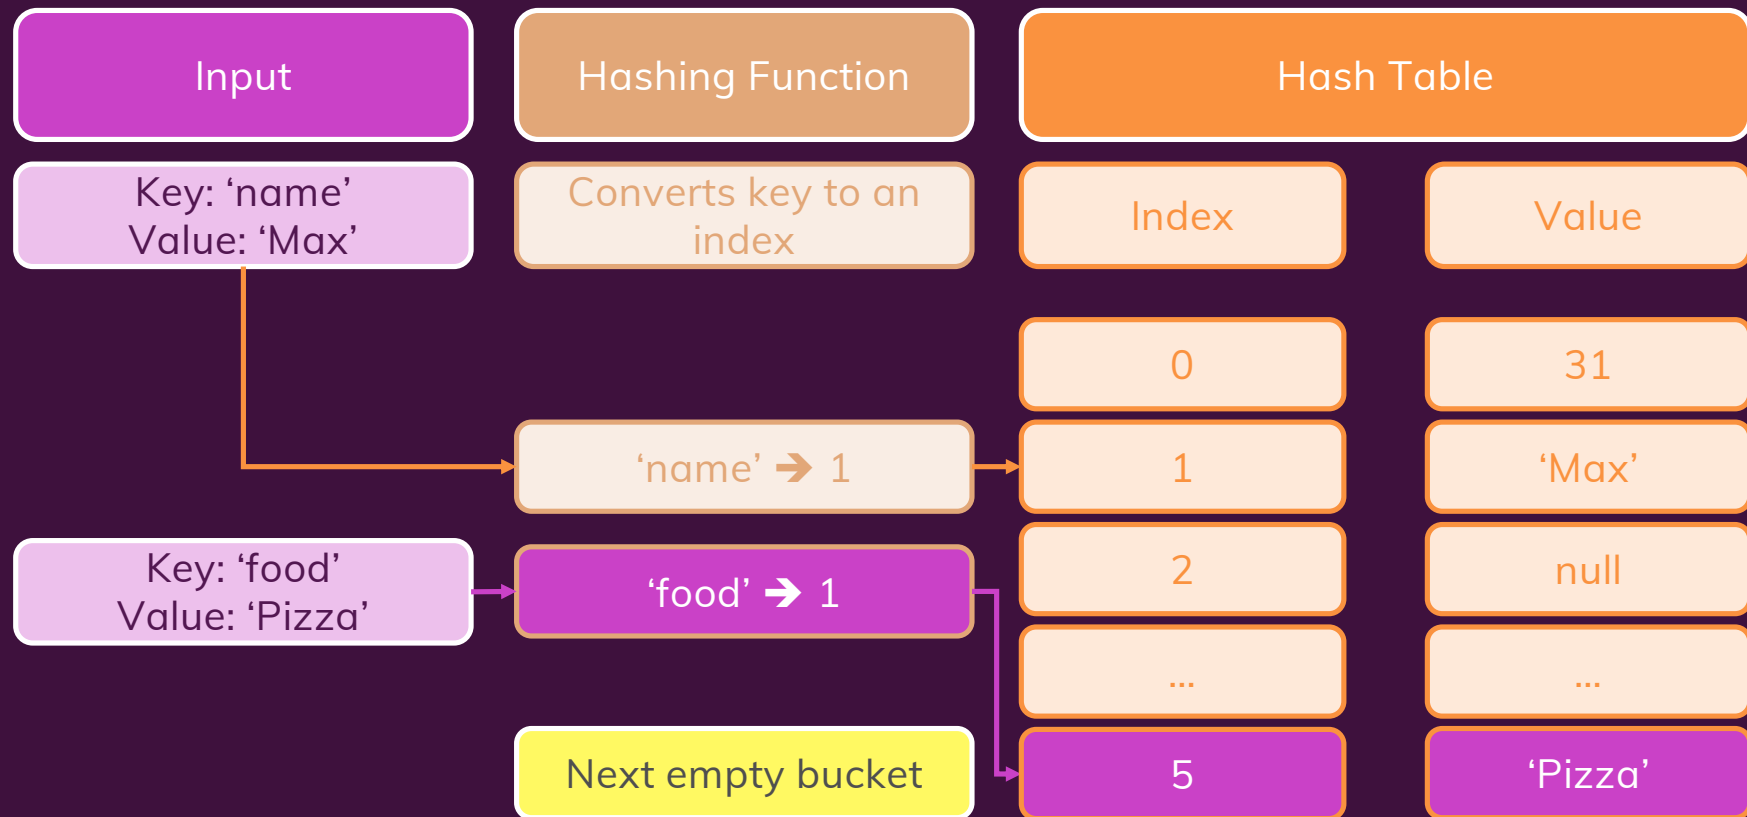 Input
Hashing Function
Hash Table
Key: ‘name’
Value: ‘Max’
Converts key to an
index
Index
Value
0
31
‘name’ ➔ 1
1
‘Max’
2
null
Key: ‘food’
Value: ‘Pizza’
‘food’ ➔ 1
...
...
Next empty bucket
5
‘Pizza’